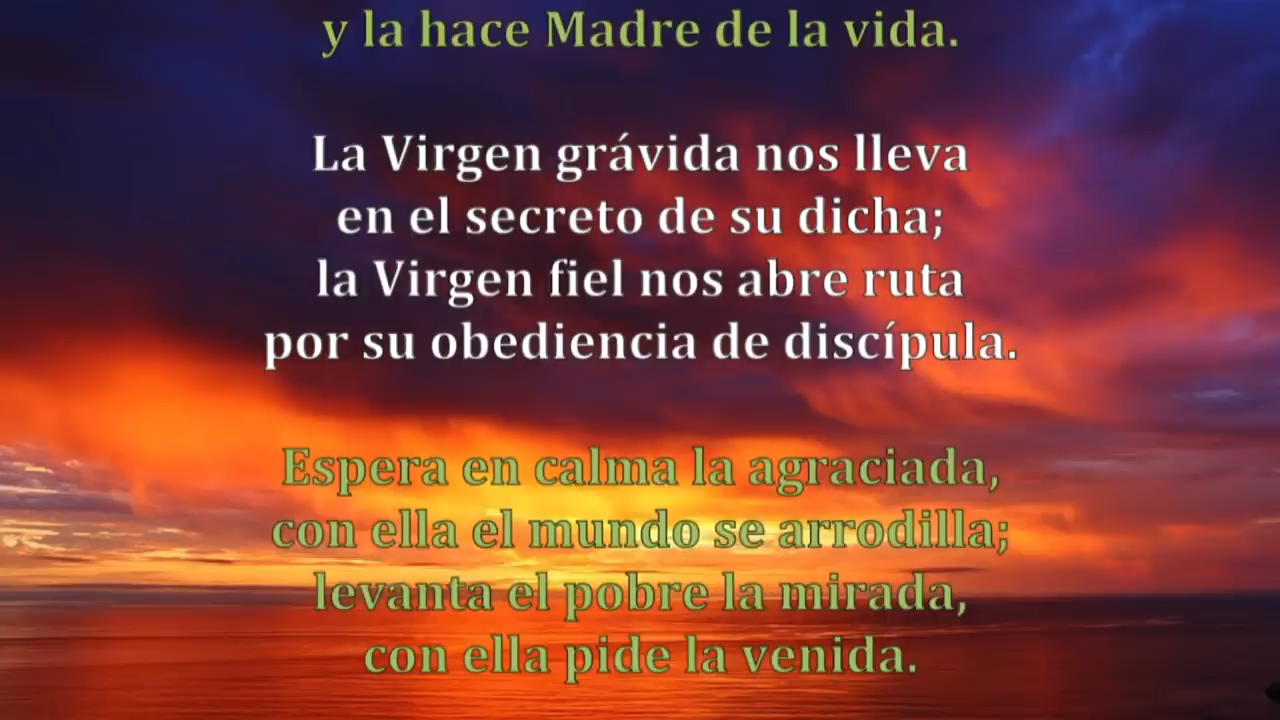 y la hace Madre de la vida.
La Virgen grávida nos lleva
en el secreto de su dicha;
la Virgen fiel nos abre ruta
por su obediencia de discípula.
Espera en calma la agraciada,
con ella el mundo se arrodilla;
levanta el pobre la mirada,
con ella pide la venida.